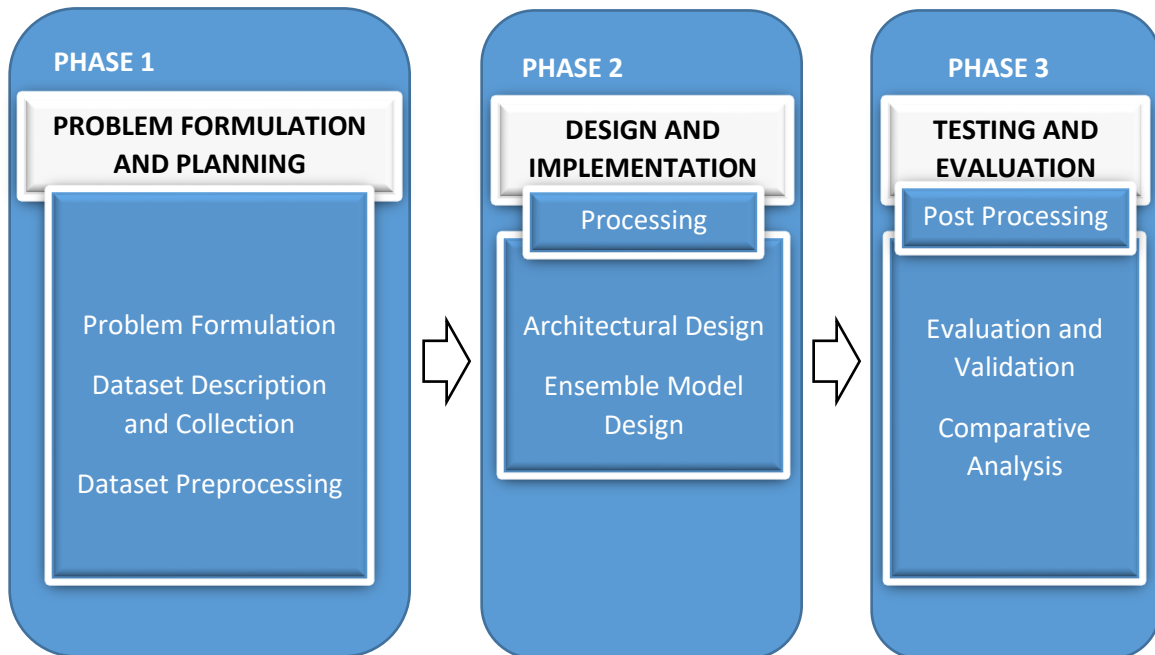 PHASE 1
PROBLEM FORMULATION
AND PLANNING
Problem Formulation
Dataset Description
and Collection
Dataset Preprocessing
PHASE 2
DESIGN AND
IMPLEMENTATION
Processing
Architectural Design
Ensemble Model
Design
PHASE 3
TESTING AND
EVALUATION
Post Processing
Evaluation and
Validation
Comparative
Analysis